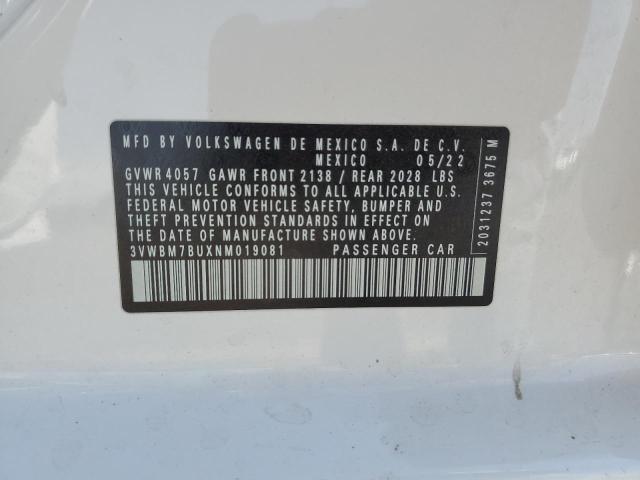 MFD BY VOLKSWAGEN DE MEXICO S.A. DE C.V.
MEXICO 05/22
GVWR 4057 GAWR FRONT 2138 / REAR 2028 LBS
THIS VEHICLE CONFORMS TO ALL APPLICABLE U.S.
FEDERAL MOTOR VEHICLE SAFETY, BUMPER AND
THEFT PREVENTION STANDARDS IN EFFECT ON
THE DATE OF MANUFACTURE SHOWN ABOVE.
3VWBM7BUXNM019081 PASSENGER CAR
2031237 3675 M